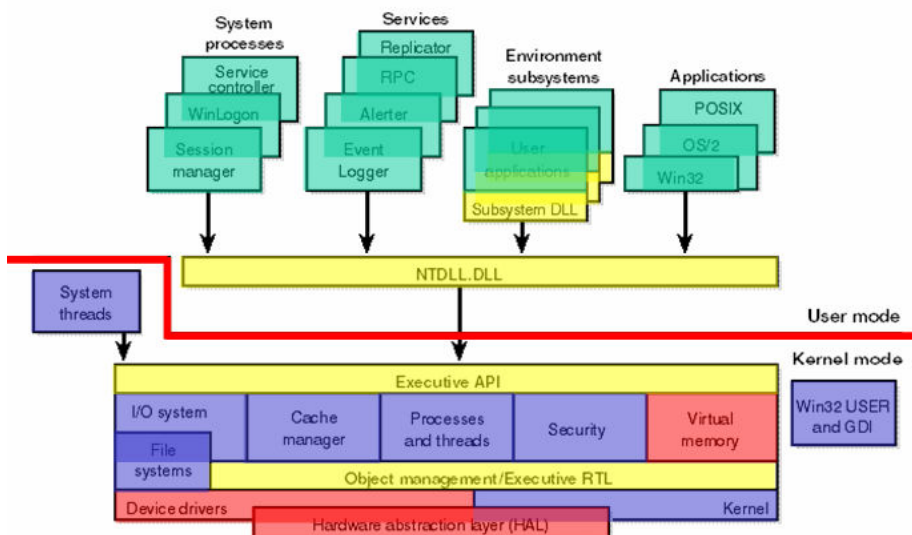 System
processes
Service
controller
WinLogon
Session
manager
Services
Replicator
RPC
Alerter
Event
Logger
Environment
subsystems
User
applications
Subsystem DLL
Applications
POSIX
OS/2
Win32
NTDLL.DLL
System
threads
User mode
Kernel mode
Executive API
I/O system
Cache
manager
Processes
and threads
Security
Virtual
memory
Win32 USER
and GDI
File
systems
Object management/Executive RTL
Device drivers
Kernel
Hardware abstraction layer (HAL)